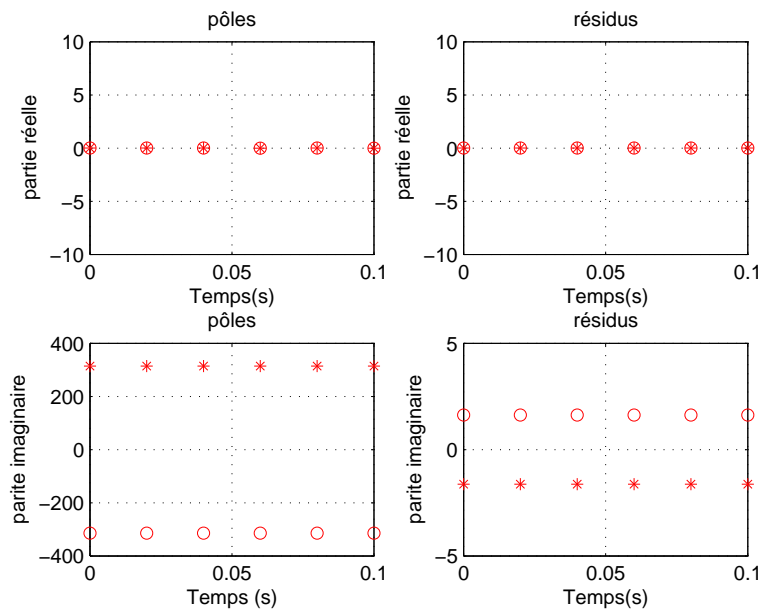 pôles
10
5
0
−5
−10
partie réelle
0
0.05
0.1
Temps(s)
résidus
10
5
0
−5
−10
partie réelle
0
0.05
0.1
Temps(s)
pôles
400
200
0
−200
−400
parite imaginaire
0
0.05
0.1
Temps (s)
résidus
5
0
−5
parite imaginaire
0
0.05
0.1
Temps(s)